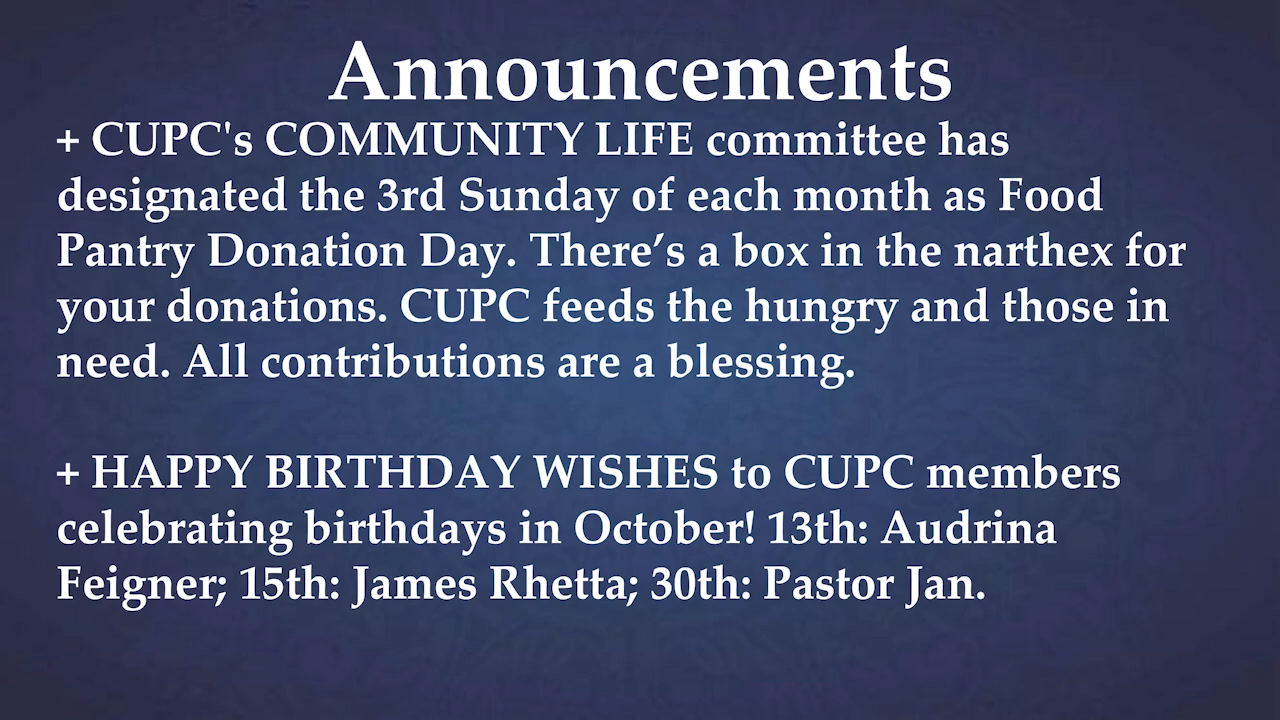 Announcements
+ CUPC's COMMUNITY LIFE committee has
designated the 3rd Sunday of each month as Food
Pantry Donation Day. There’s a box in the narthex for
your donations. CUPC feeds the hungry and those in
need. All contributions are a blessing.
+ HAPPY BIRTHDAY WISHES to CUPC members
celebrating birthdays in October! 13th: Audrina
Feigner; 15th: James Rhetta; 30th: Pastor Jan.